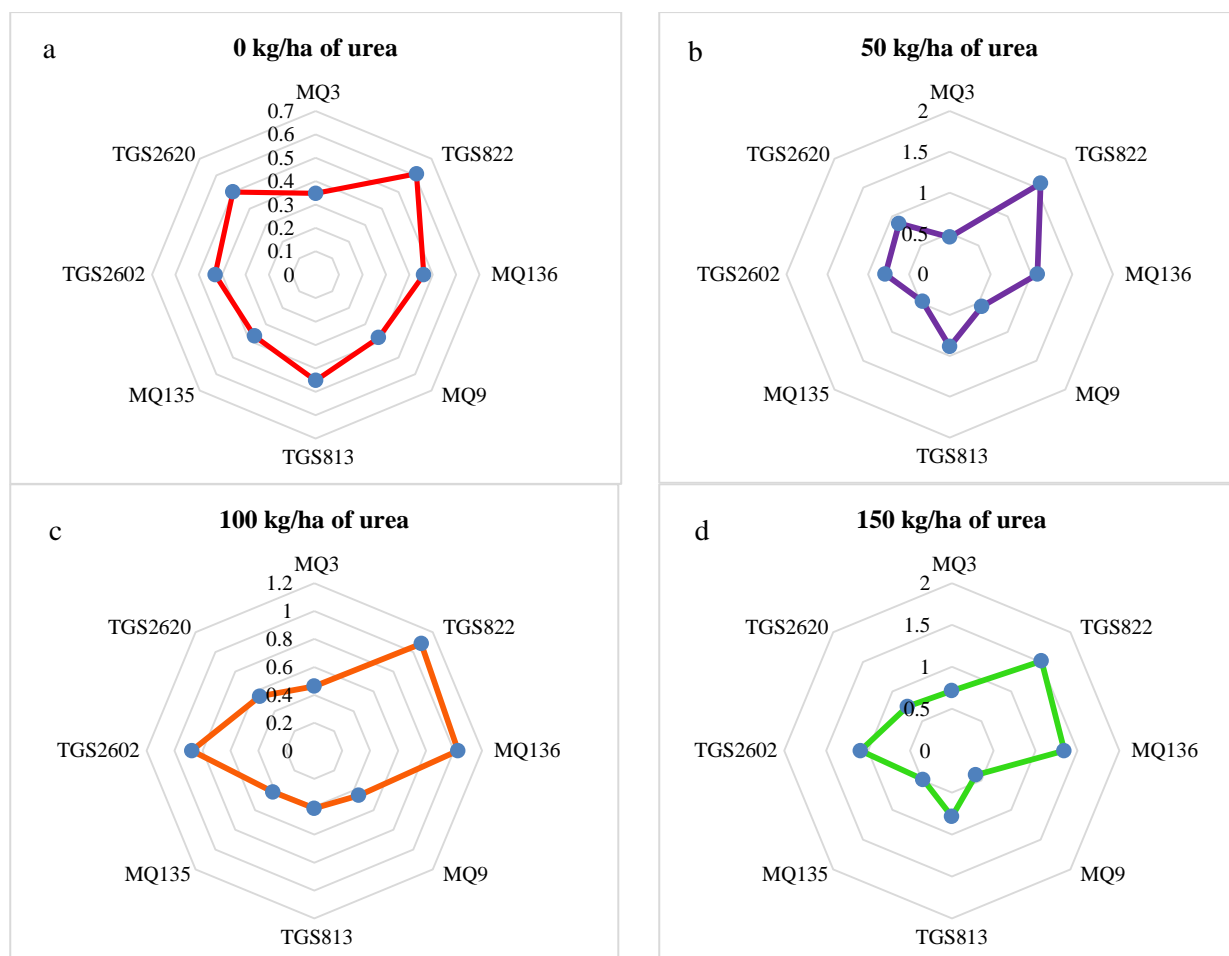 a
0 kg/ha of urea
MQ3
0.7
0.6
0.5
0.4
0.3
0.2
0.1
0
TGS822
MQ136
MQ9
TGS813
MQ135
TGS2602
TGS2620
b
50 kg/ha of urea
MQ3
2
1.5
1
0.5
0
TGS822
MQ136
MQ9
TGS813
MQ135
TGS2602
TGS2620
c
100 kg/ha of urea
MQ3
1.2
1
0.8
0.6
0.4
0.2
0
TGS822
MQ136
MQ9
TGS813
MQ135
TGS2602
TGS2620
d
150 kg/ha of urea
MQ3
2
1.5
1
0.5
0
TGS822
MQ136
MQ9
TGS813
MQ135
TGS2602
TGS2620